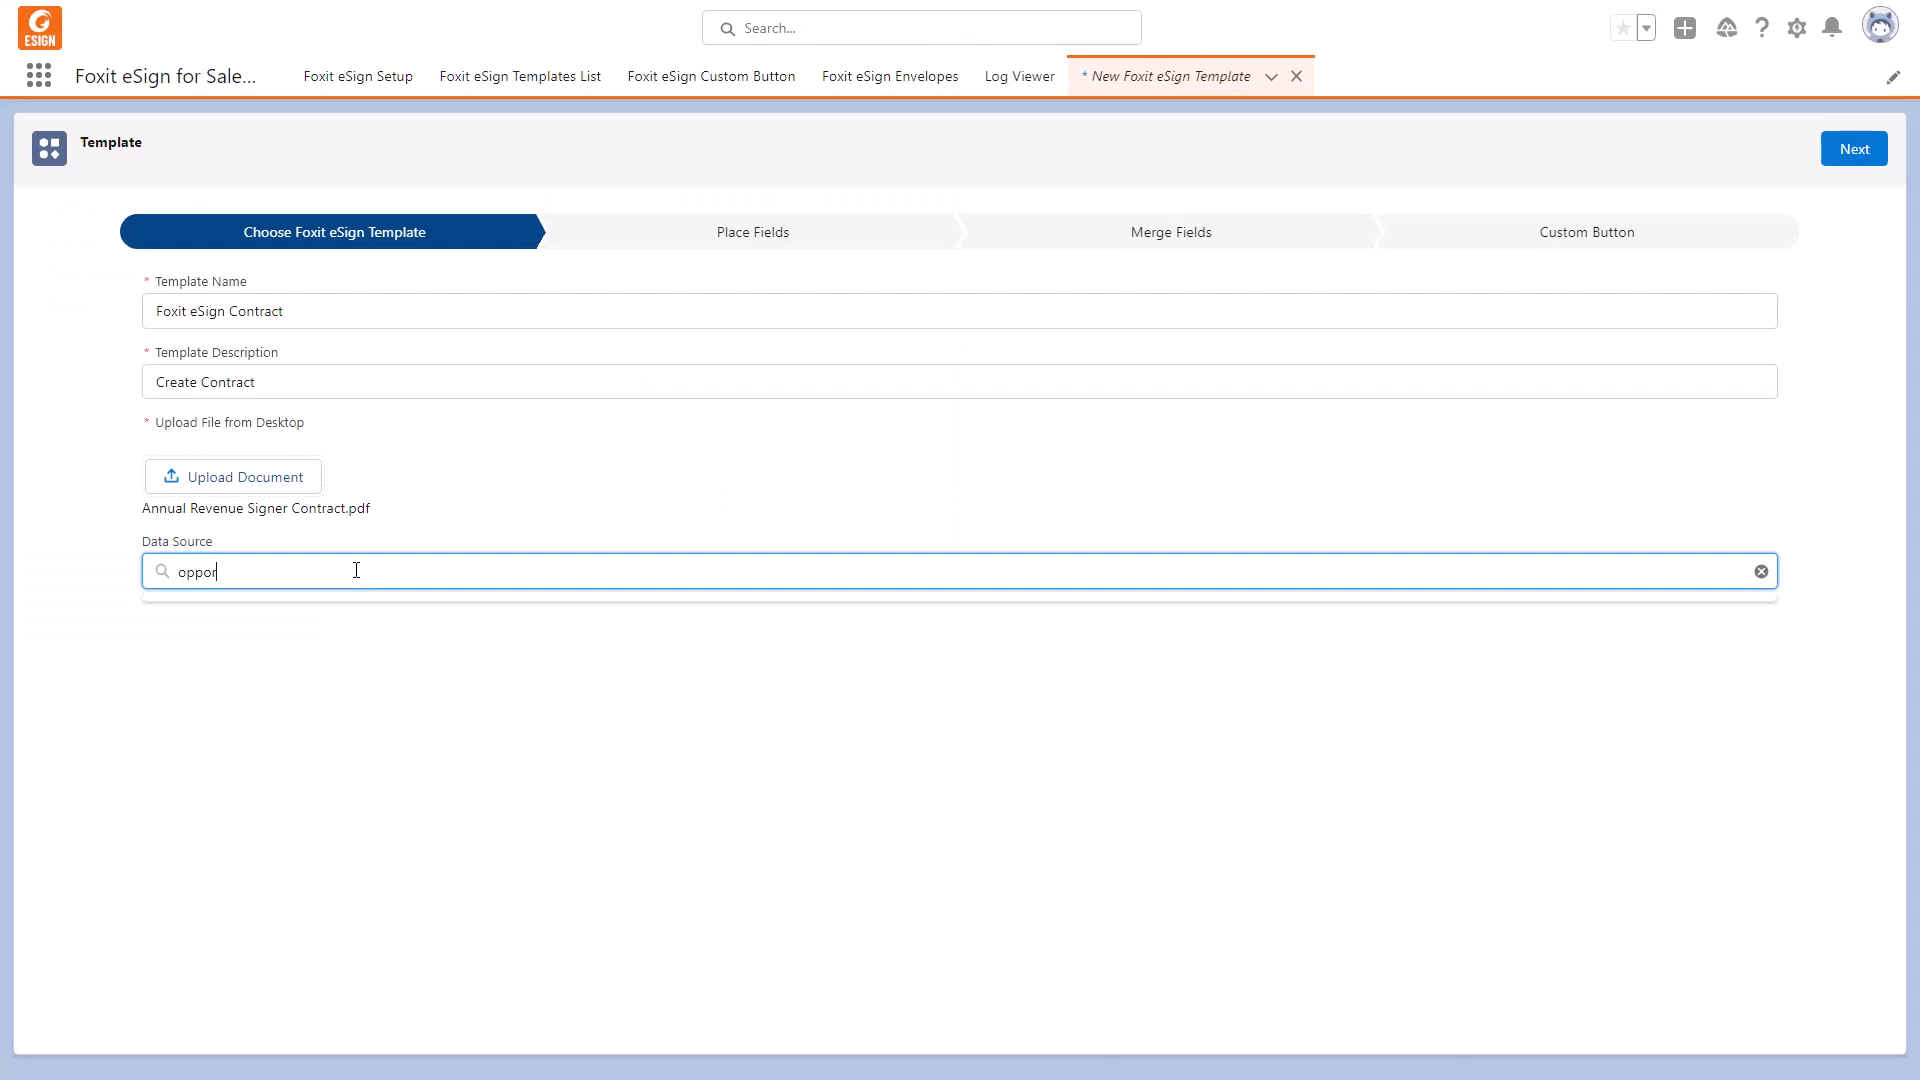 ESIGN
Search...
Foxit eSign for Sale...
Foxit eSign Setup
Foxit eSign Templates List
Foxit eSign Custom Button
Foxit eSign Envelopes
Log Viewer
* New Foxit eSign Template
Template
Next
Choose Foxit eSign Template
Place Fields
Merge Fields
Custom Button
* Template Name
Foxit eSign Contract
* Template Description
Create Contract
* Upload File from Desktop
Upload Document
Annual Revenue Signer Contract.pdf
Data Source
oppor